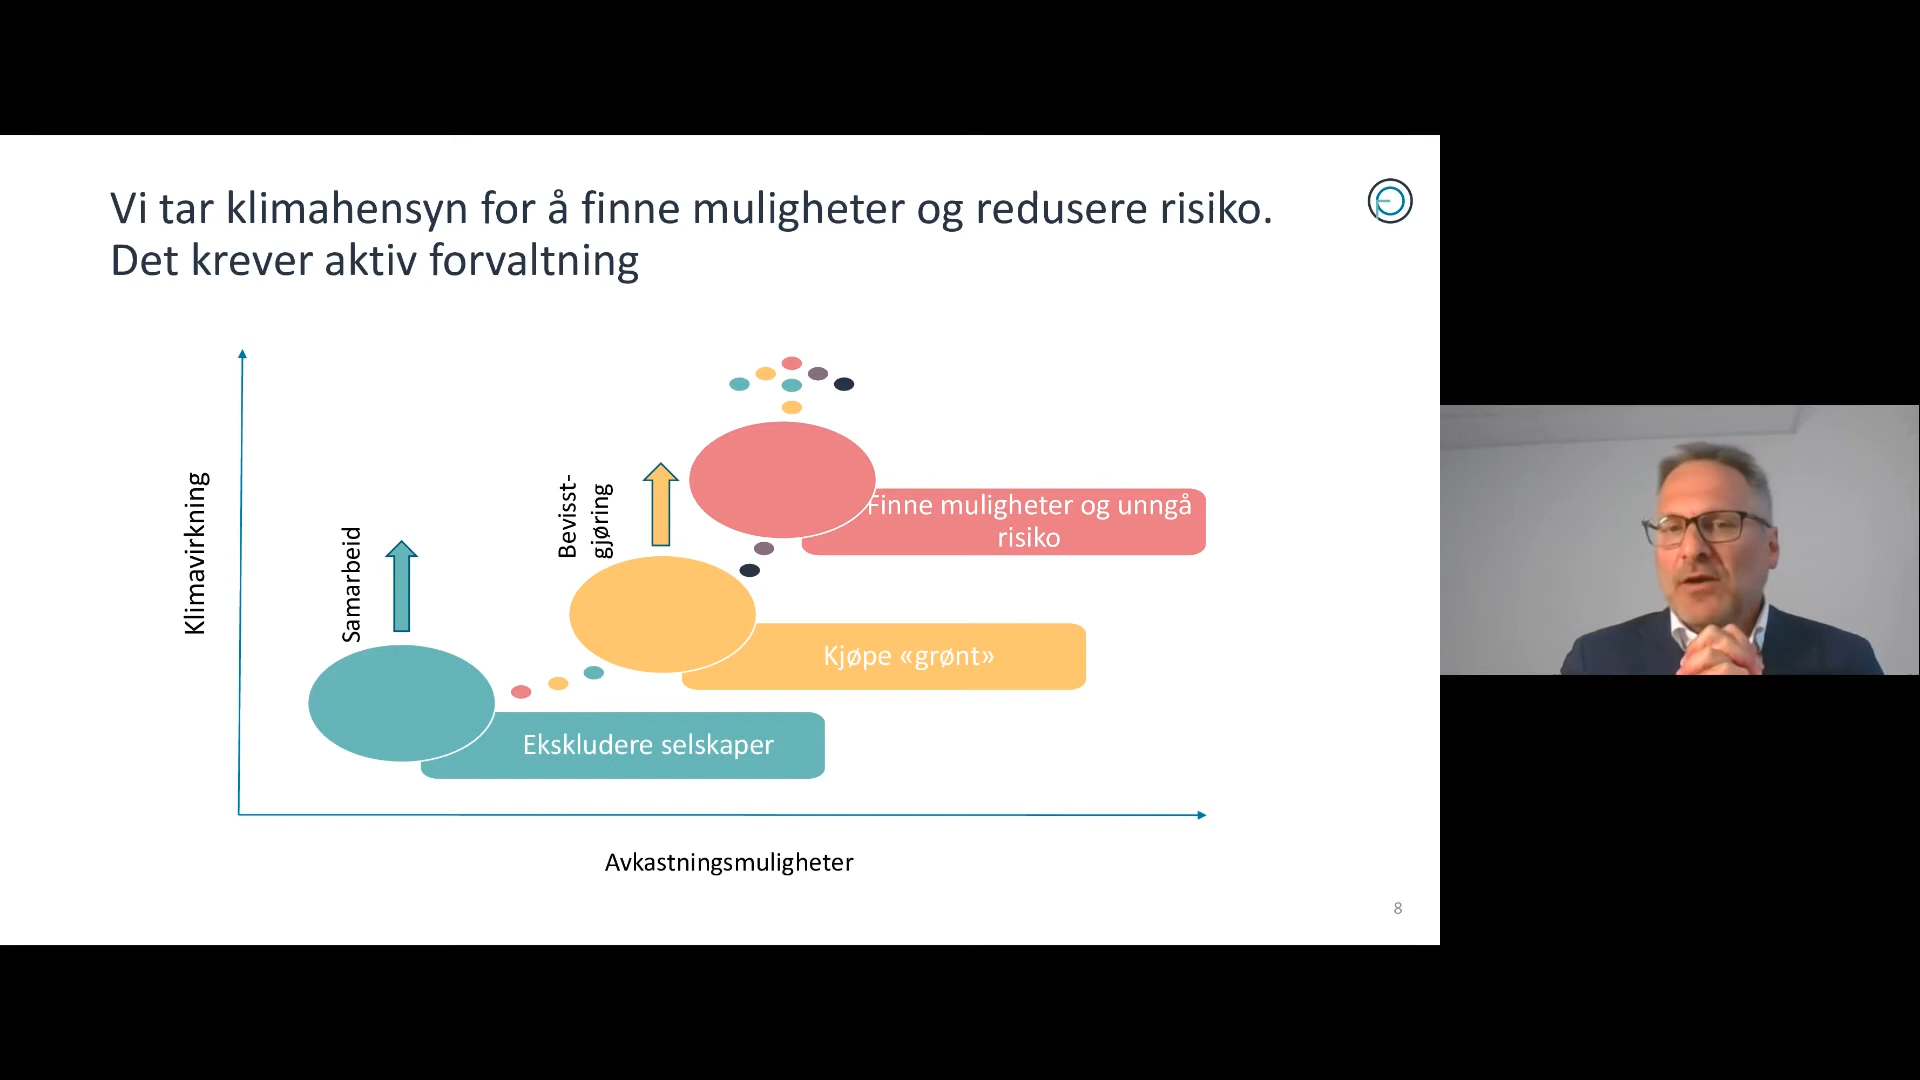 Vi tar klimahensyn for å finne muligheter og redusere risiko.
Det krever aktiv forvaltning
Klimavirkning
Samarbeid
Bevisst-
gjøring
Finne muligheter og unngå
risiko
Kjøpe «grønt»
Ekskludere selskaper
Avkastningsmuligheter
8